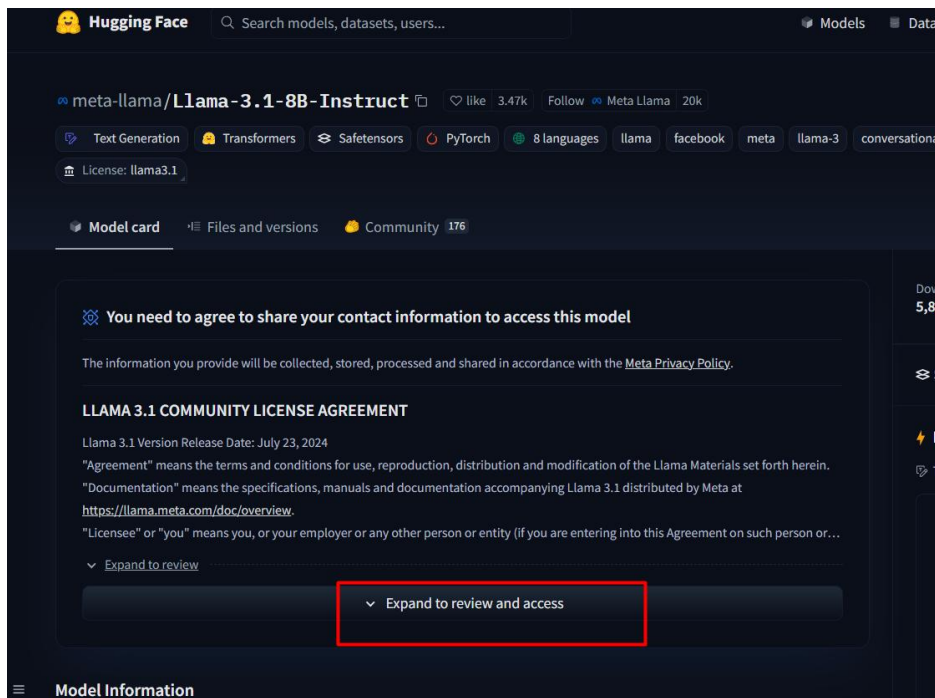 Hugging Face Search models, datasets, users... Models
meta-llama/Llama-3.1-8B-Instruct like 3.47k Follow Meta Llama 20k
Text Generation Transformers Safetensors PyTorch 8 languages llama facebook meta llama-3
License: llama3.1
Model card Files and versions Community 176
You need to agree to share your contact information to access this model
The information you provide will be collected, stored, processed and shared in accordance with the Meta Privacy Policy.
LLAMA 3.1 COMMUNITY LICENSE AGREEMENT
Llama 3.1 Version Release Date: July 23, 2024
"Agreement" means the terms and conditions for use, reproduction, distribution and modification of the Llama Materials set forth herein.
"Documentation" means the specifications, manuals and documentation accompanying Llama 3.1 distributed by Meta at
https://llama.meta.com/doc/overview.
"Licensee" or "you" means you, or your employer or any other person or entity (if you are entering into this Agreement on such person or…
Expand to review
Expand to review and access
Model Information